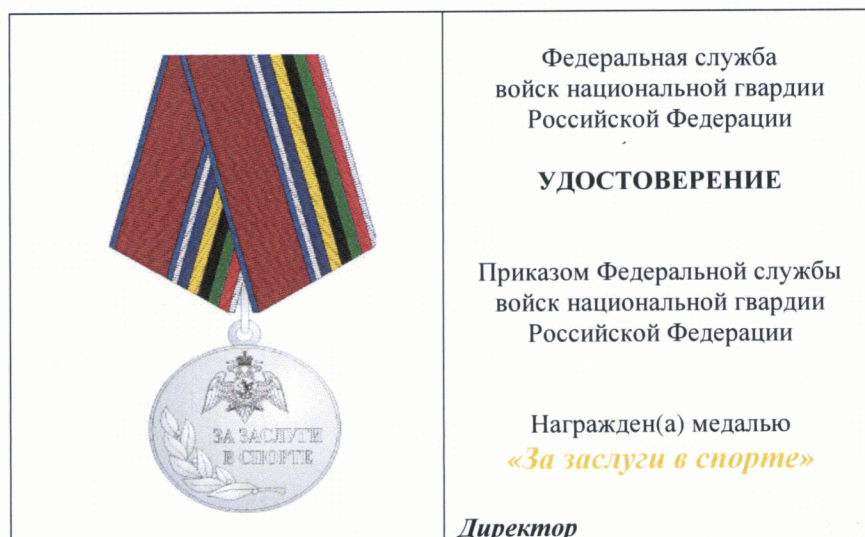 ЗА ЗАСЛУГИ
В СПОРТЕ
Федеральная служба
войск национальной гвардии
Российской Федерации
УДОСТОВЕРЕНИЕ
Приказом Федеральной службы
войск национальной гвардии
Российской Федерации
Награжден(а) медалью
«За заслуги в спорте»
Директор